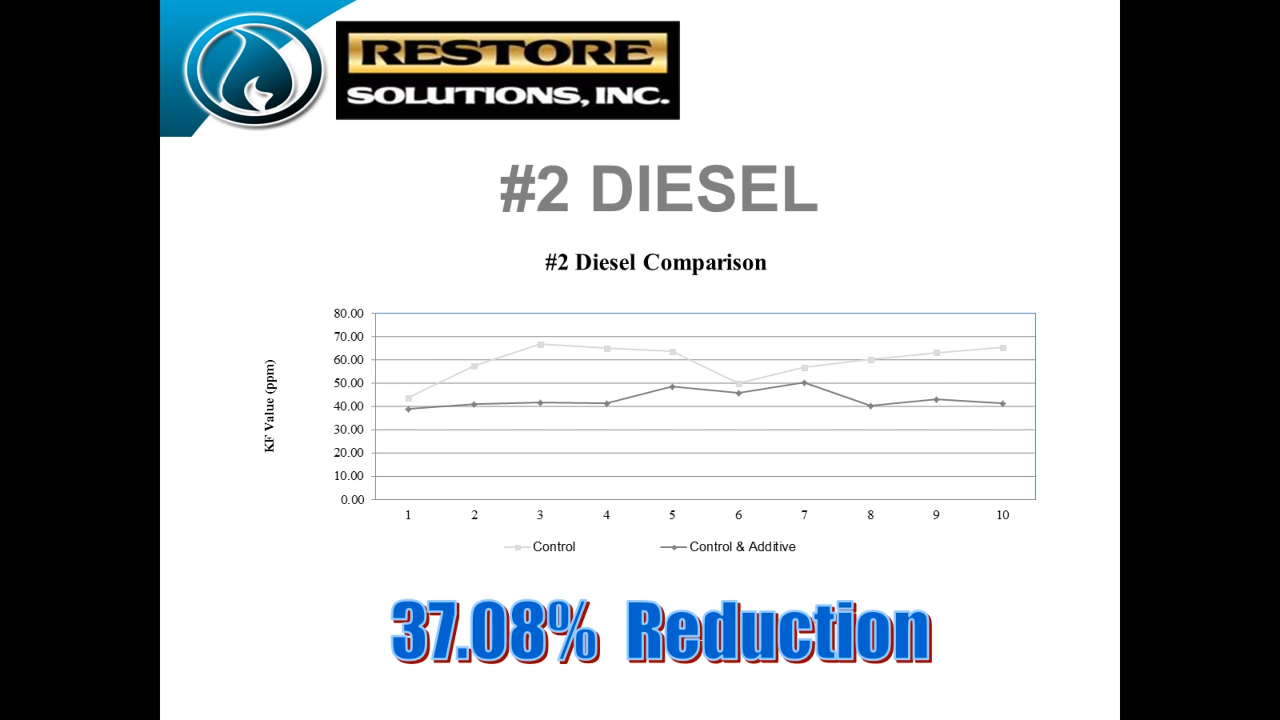 RESTORE
SOLUTIONS, INC.
#2 DIESEL
#2 Diesel Comparison
KF Value (ppm)
80.00
70.00
60.00
50.00
40.00
30.00
20.00
10.00
0.00
1 2 3 4 5 6 7 8 9 10
Control Control & Additive
37.08% Reduction